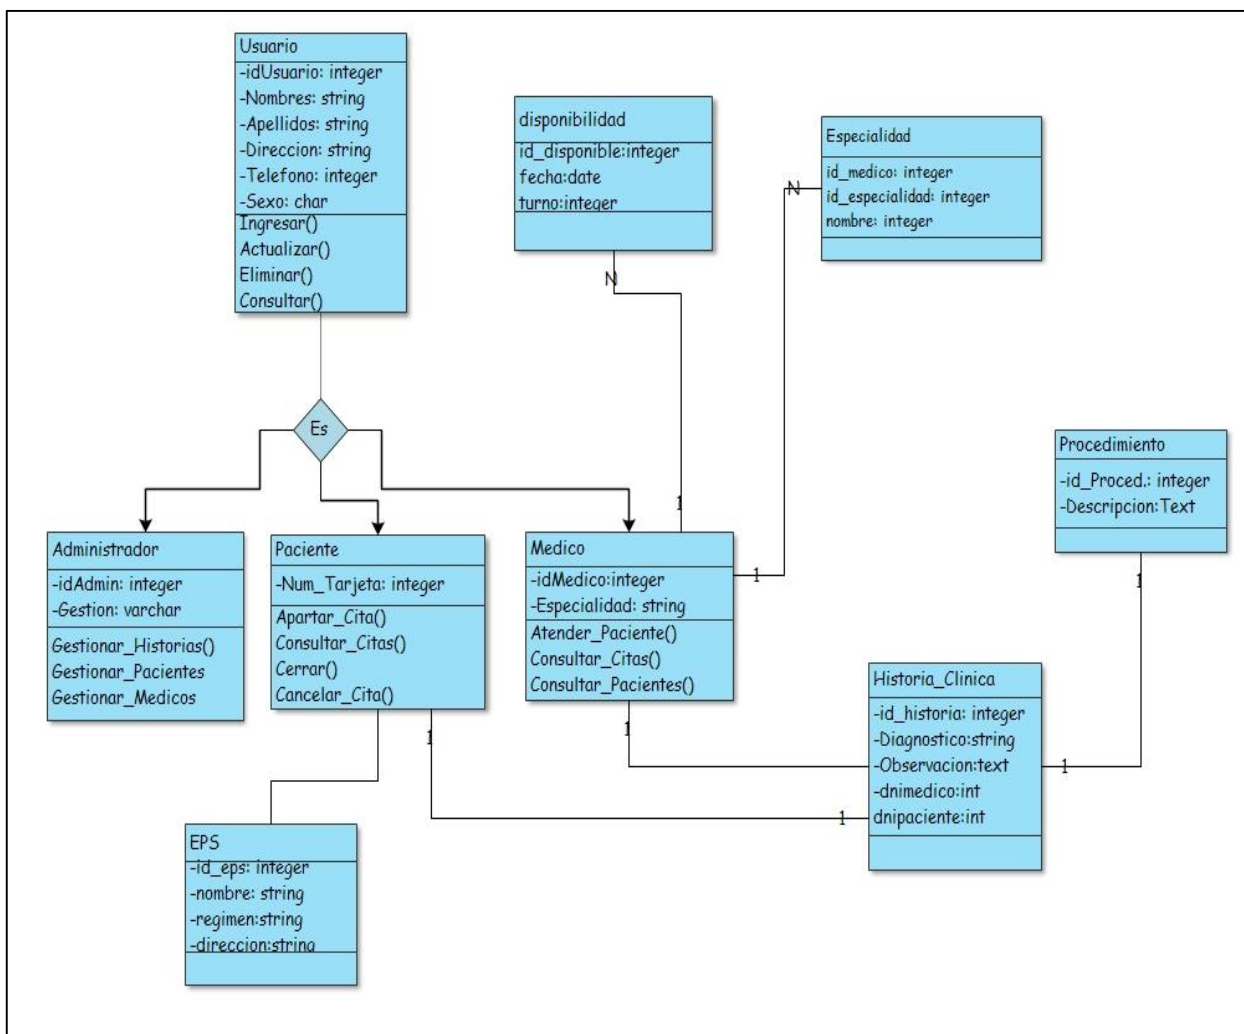 Usuario
-idUsuario: integer
-Nombres: string
-Apellidos: string
-Direccion: string
-Telefono: integer
-Sexo: char
Ingresar()
Actualizar()
Eliminar()
Consultar()
disponibilidad
id_disponible:integer
fecha:date
turno:integer
Especialidad
id_medico: integer
id_especialidad: integer
nombre: integer
N
N
Es
1
1
Administrador
-idAdmin: integer
-Gestion: varchar
Gestionar_Historias()
Gestionar_Pacientes
Gestionar_Medicos
Paciente
-Num_Tarjeta: integer
Apartar_Cita()
Consultar_Citas()
Cerrar()
Cancelar_Cita()
Medico
-idMedico:integer
-Especialidad: string
Atender_Paciente()
Consultar_Citas()
Consultar_Pacientes()
Procedimiento
-id_Proced.: integer
-Descripcion:Text
1
1
1
1
1
Historia_Clinica
-id_historia: integer
-Diagnostico:string
-Observacion:text
-dnimedico:int
dnipaciente:int
EPS
-id_eps: integer
-nombre: string
-regimen:string
-direccion:string